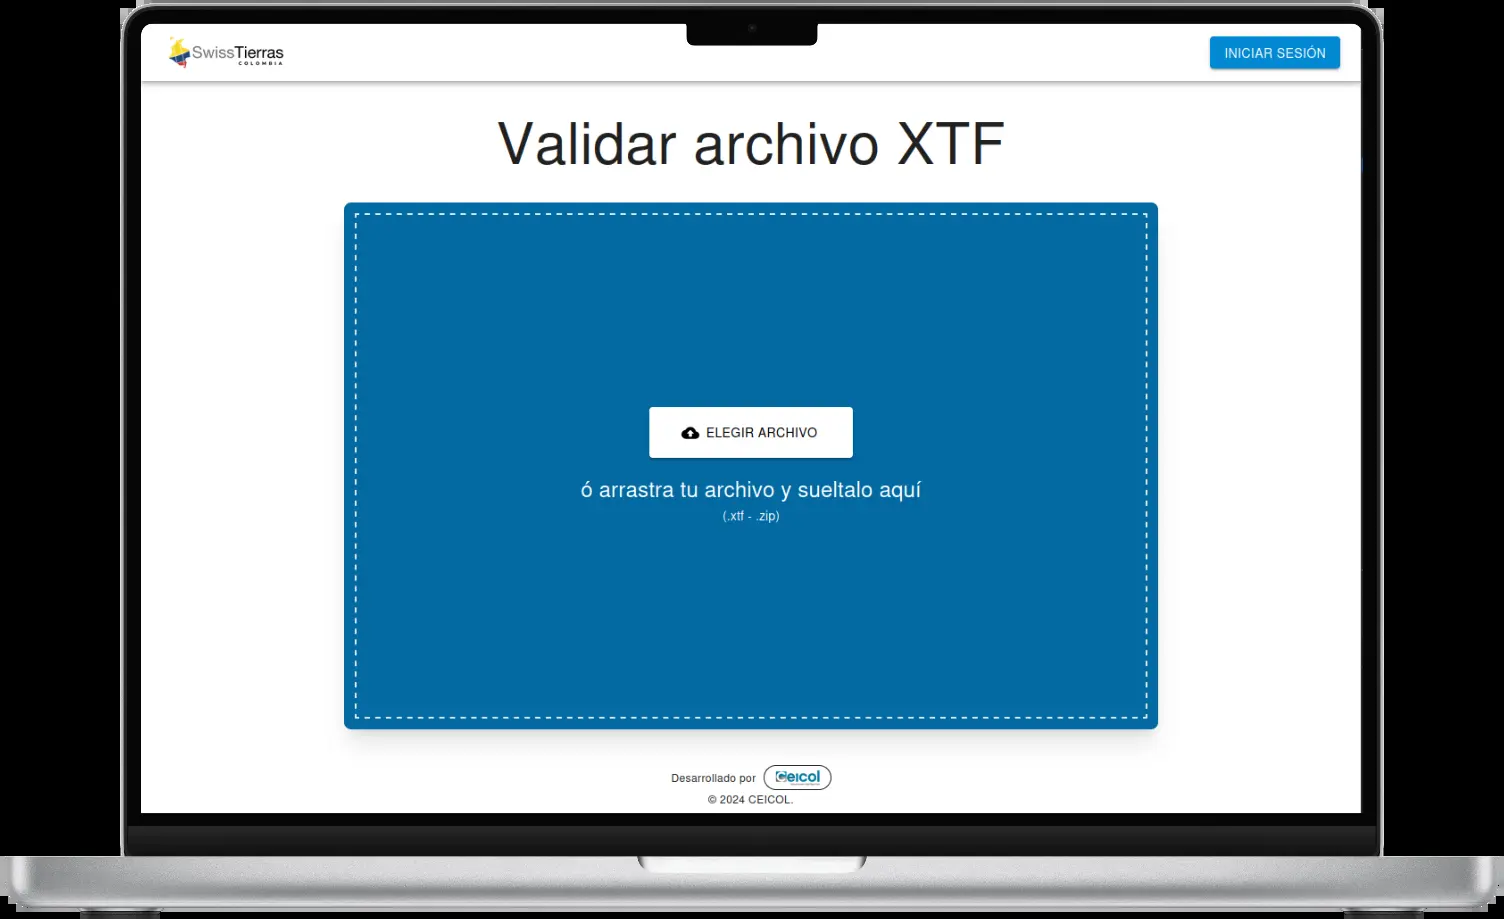 SwissTierras
COLOMBIA
INICIAR SESIÓN
Validar archivo XTF
ELEGIR ARCHIVO
ó arrastra tu archivo y sueltalo aquí
(.xtf - .zip)
Desarrollado por Ceicol
© 2024 CEICOL.